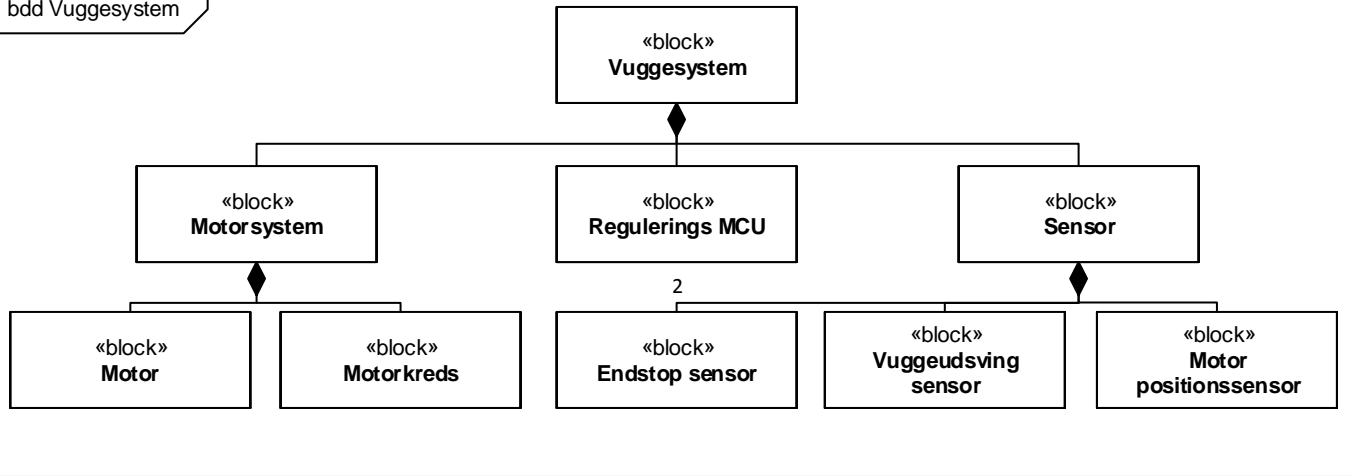 bdd Vuggesystem
«block»
Vuggesystem
«block»
Motorsystem
«block»
Regulerings MCU
«block»
Sensor
2
«block»
Motor
«block»
Motorkreds
«block»
Endstop sensor
«block»
Vuggeudsving
sensor
«block»
Motor
positionssensor